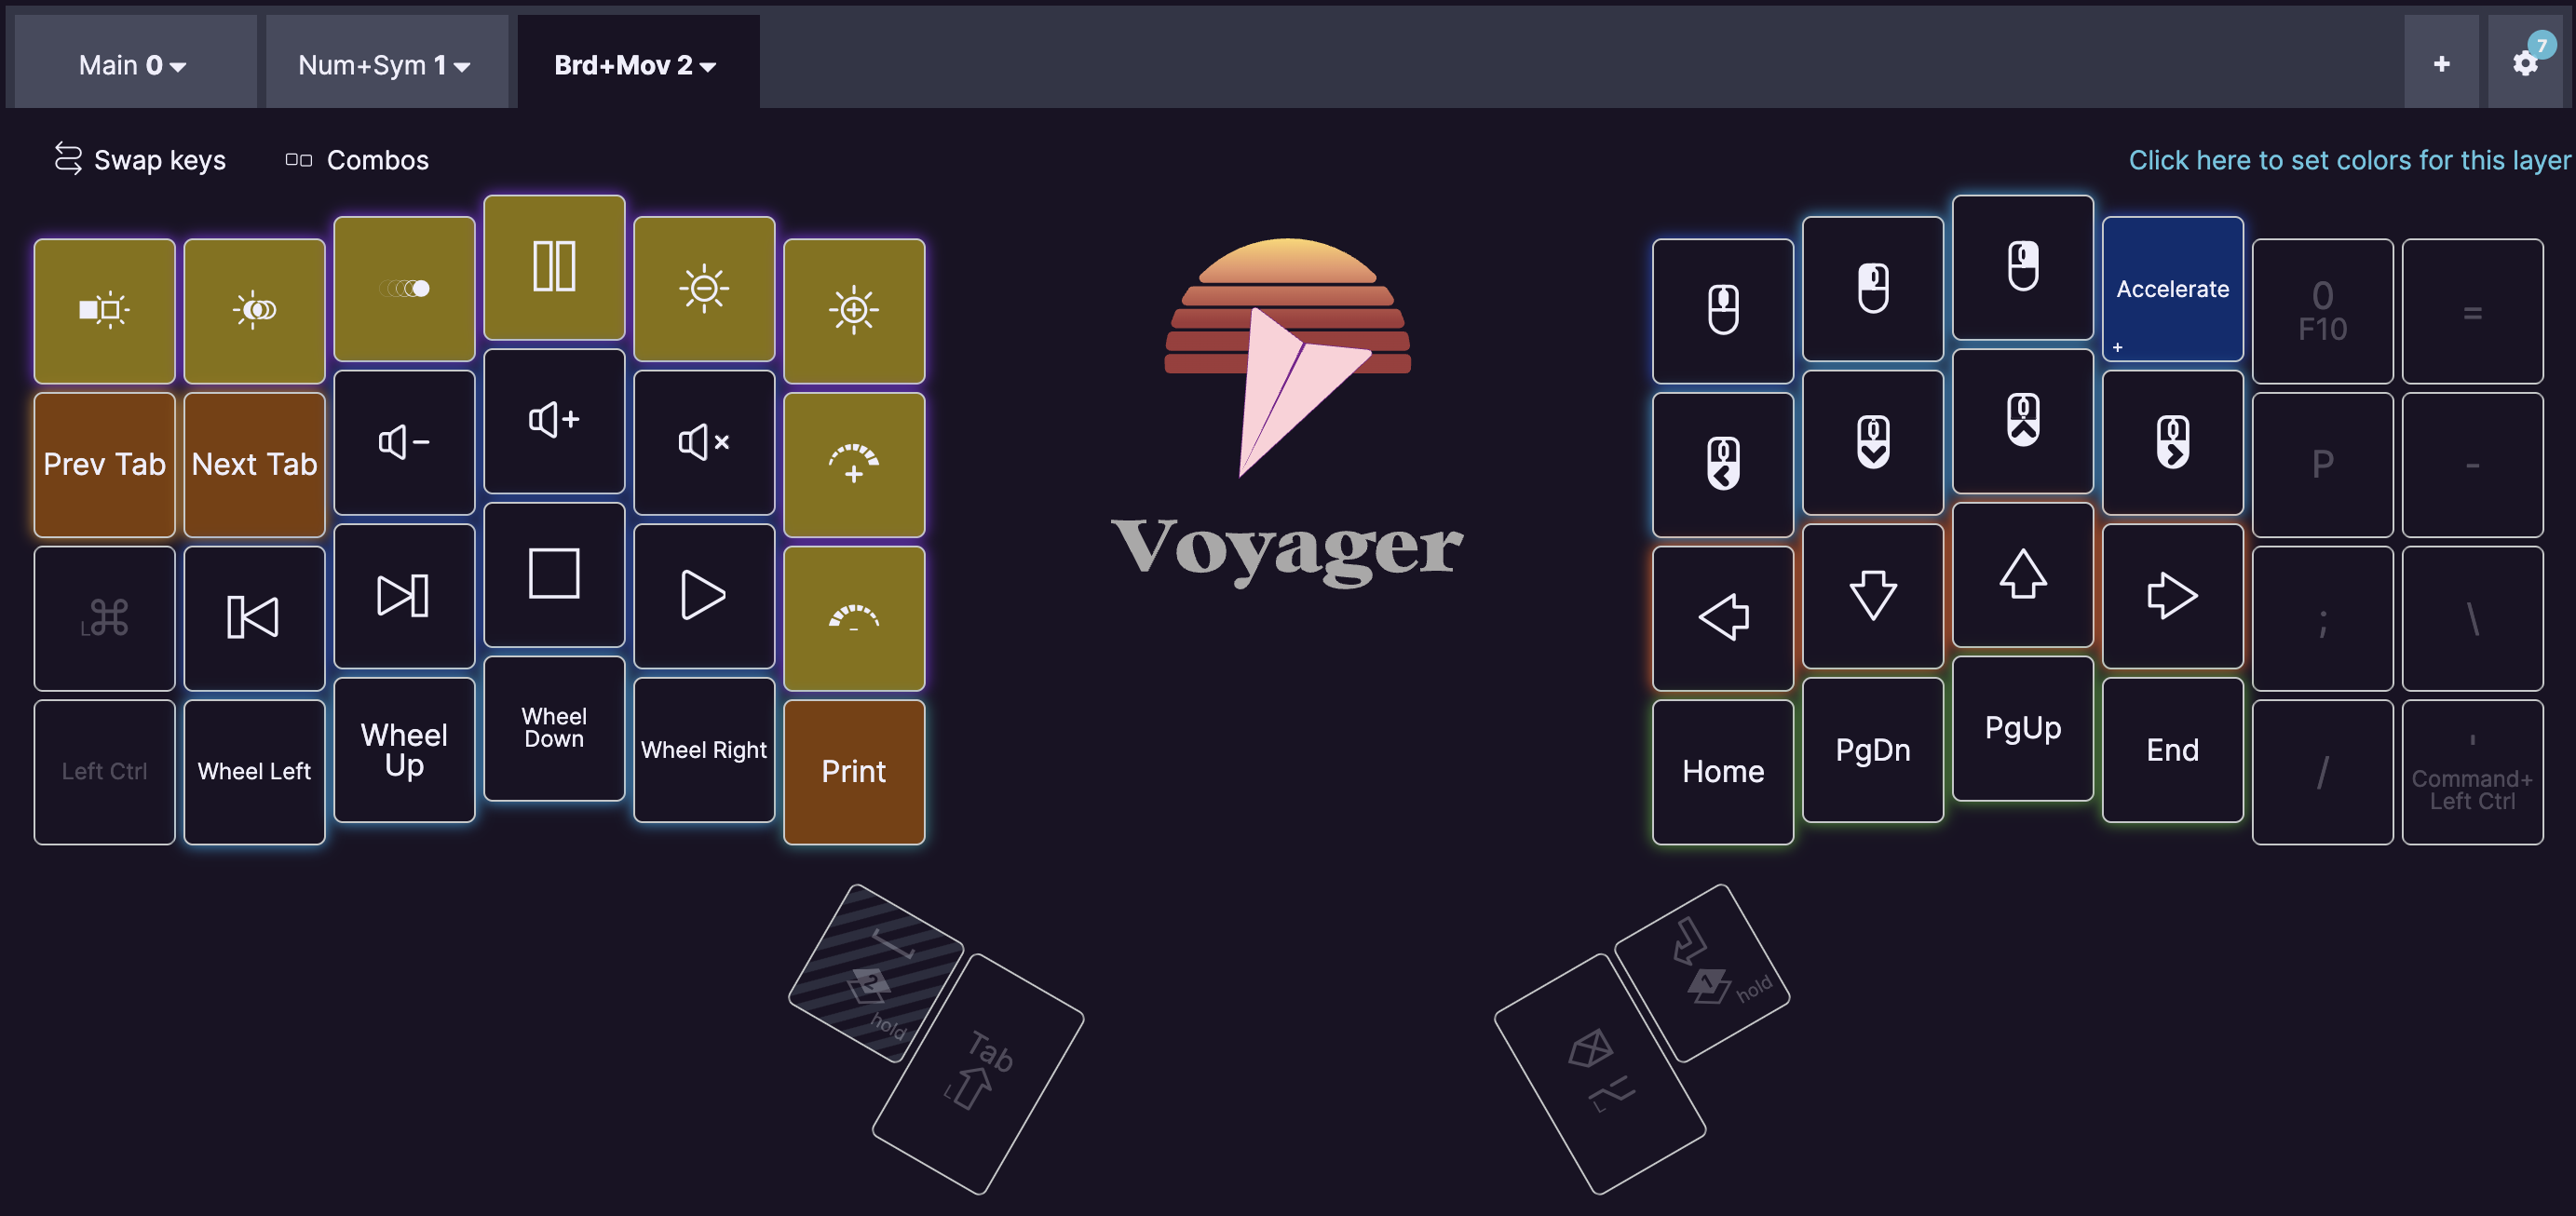 Main 0
Num+Sym 1
Brd+Mov 2
+
7
Swap keys
Combos
Click here to set colors for this layer
Accelerate
+
0
F10
=
Prev Tab
Next Tab
P
-
Voyager
L
;
\
Left Ctrl
Wheel Left
Wheel
Up
Wheel
Down
Wheel Right
Print
Home
PgDn
PgUp
End
/
'
Command+
Left Ctrl
2
hold
Tab
L
1
hold
L